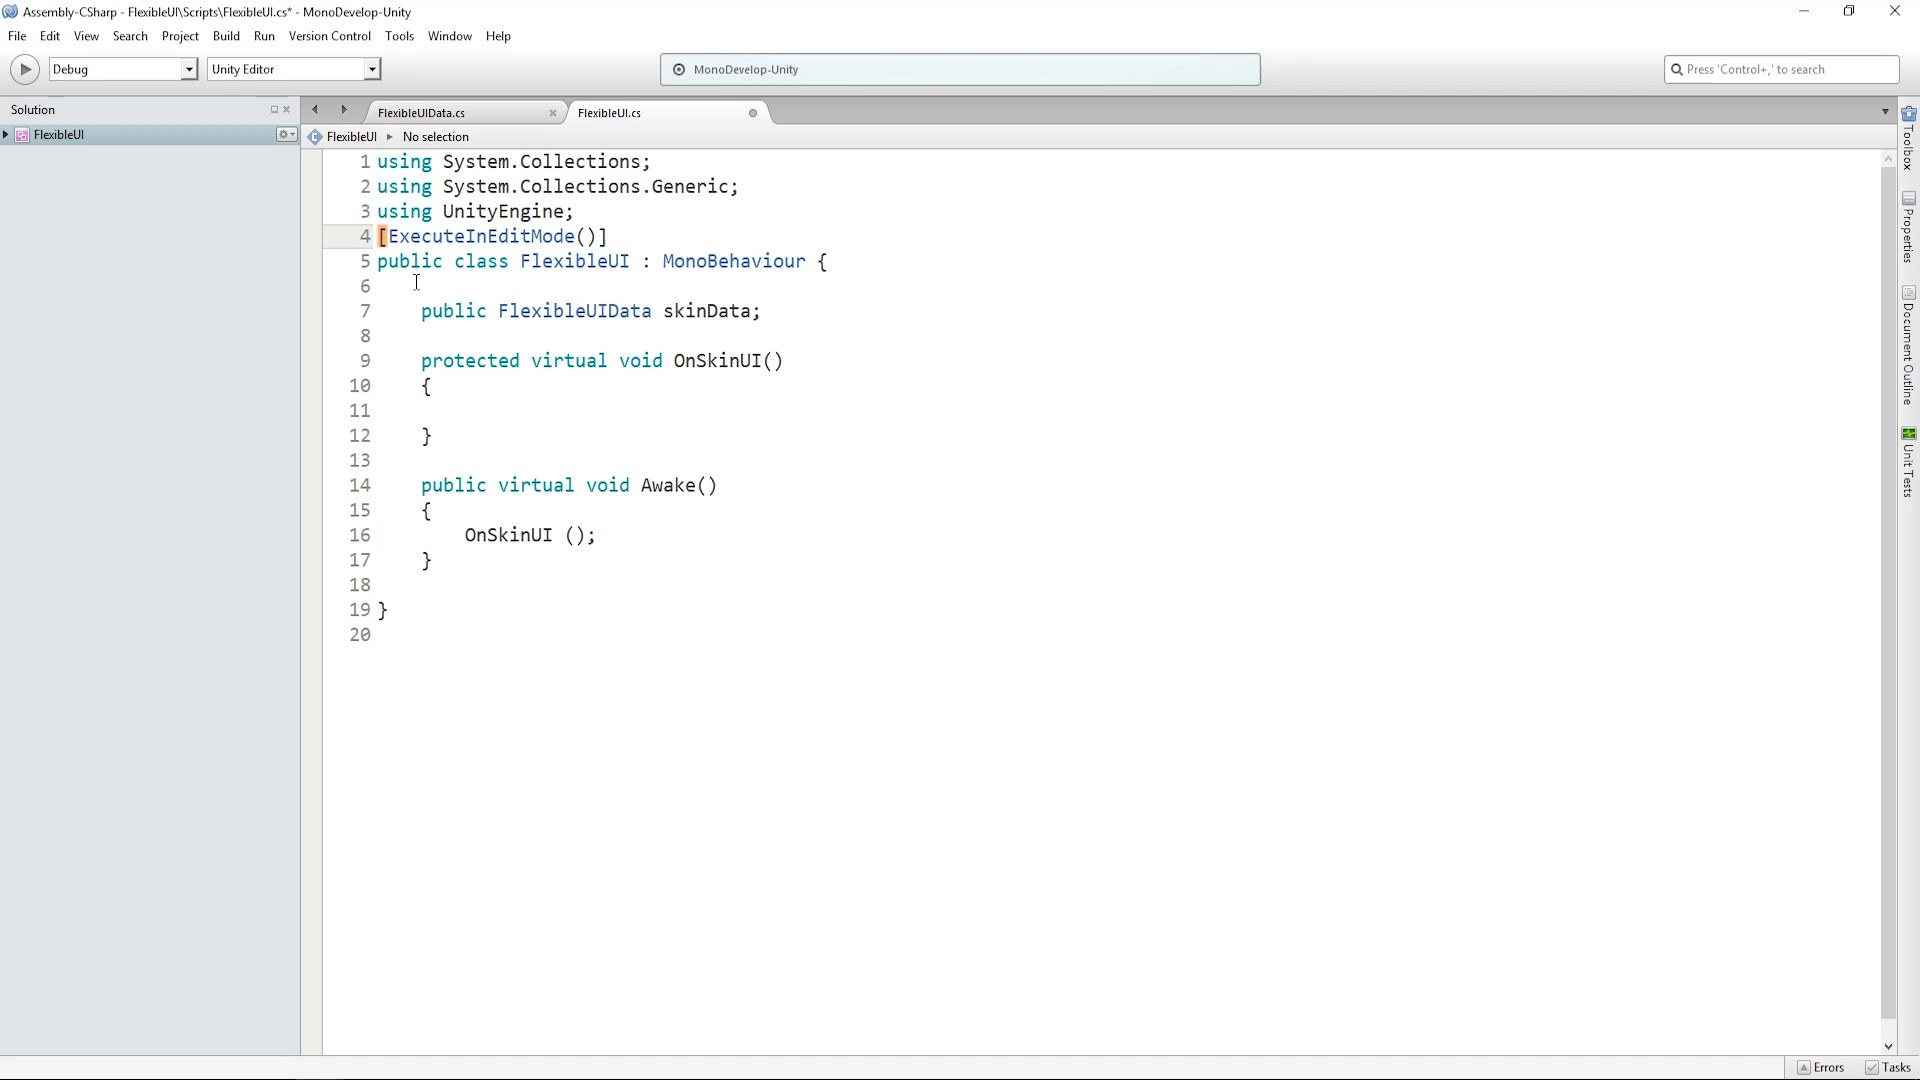 Assembly-CSharp - FlexibleUI\Scripts\FlexibleUI.cs* - MonoDevelop-Unity
File Edit View Search Project Build Run Version Control Tools Window Help
Debug Unity Editor MonoDevelop-Unity Press 'Control+,' to search
Solution FlexibleUIData.cs FlexibleUI.cs
FlexibleUI FlexibleUI No selection
1 using System.Collections;
2 using System.Collections.Generic;
3 using UnityEngine;
4 [ExecuteInEditMode()]
5 public class FlexibleUI : MonoBehaviour {
6
7 public FlexibleUIData skinData;
8
9 protected virtual void OnSkinUI()
10 {
11
12 }
13
14 public virtual void Awake()
15 {
16 OnSkinUI ();
17 }
18
19 }
20
Toolbox
Properties
Document Outline
Unit Tests
Errors Tasks